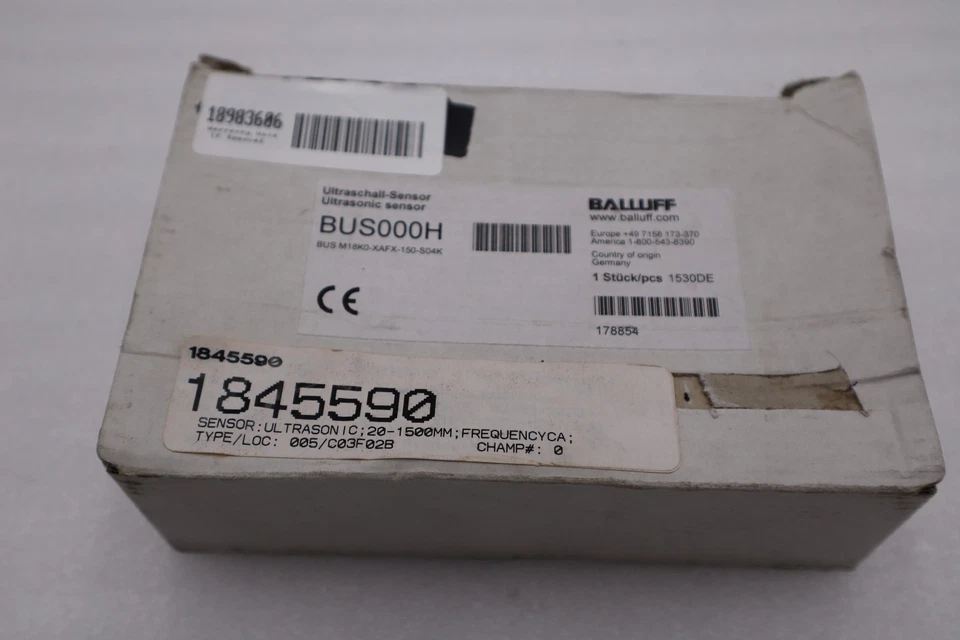 18983606
Ultraschall-Sensor
Ultrasonic sensor
BUS000H
BUS M18K0-XAFX-150-S04K
CE
BALLUFF
www.balluff.com
Europe +49 7158 173-370
America 1-800-543-8390
Country of origin
Germany
1 Stück/pcs 1530DE
178854
1845590
1845590
SENSOR:ULTRASONIC;20-1500MM;FREQUENCYCA;
TYPE/LOC: 005/C03F02B CHAMP#: 0